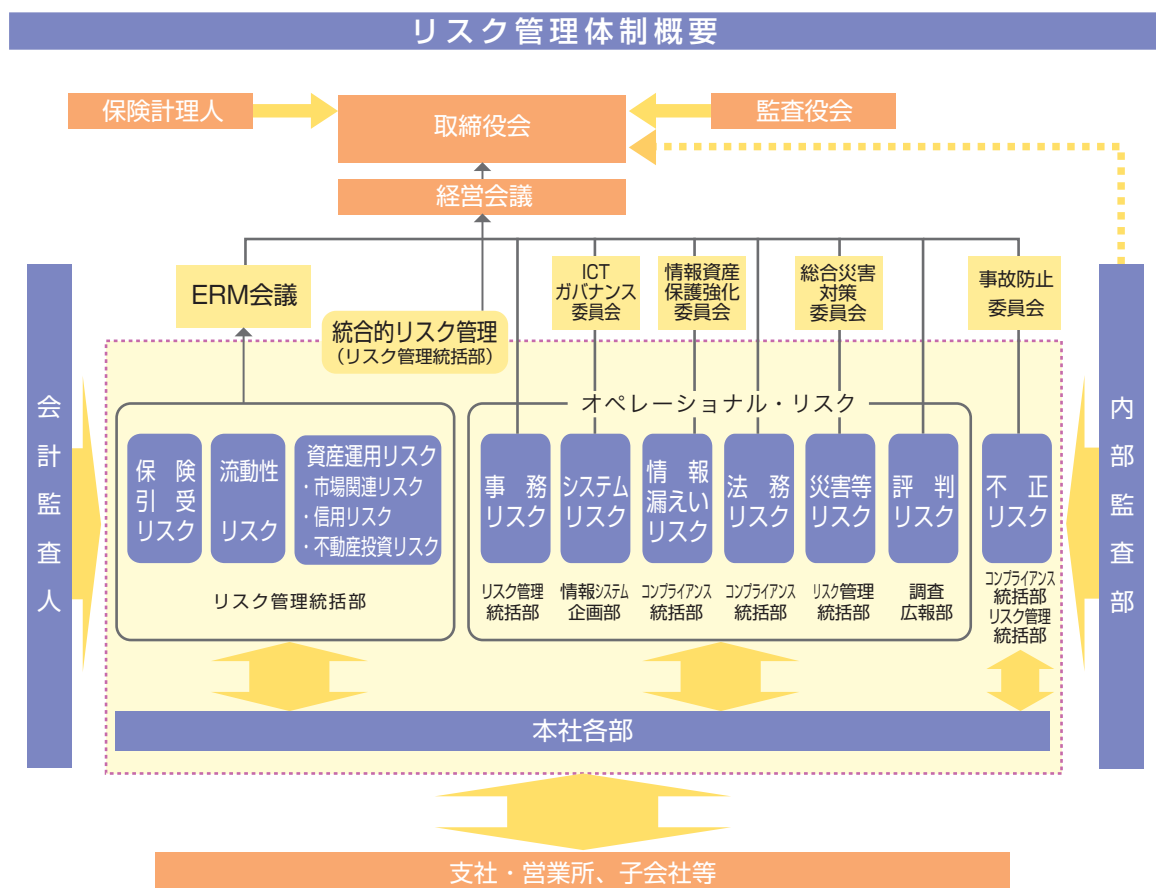 リスク管理体制概要
保険計理人
取締役会
監査役会
経営会議
ERM会議
統合的リスク管理
（リスク管理統括部）
ICT
ガバナンス
委員会
情報資産
保護強化
委員会
総合災害
対策
委員会
事故防止
委員会
会計監査人
内部監査部
オペレーショナル・リスク
保険
引受
リスク
流動性
リスク
資産運用リスク
・市場関連リスク
・信用リスク
・不動産投資リスク
リスク管理統括部
事務
リスク
システム
リスク
情報
漏えい
リスク
法務
リスク
災害等
リスク
評判
リスク
不正
リスク
リスク管理
統括部
情報システム
企画部
コンプライアンス
統括部
コンプライアンス
統括部
リスク管理
統括部
調査
広報部
コンプライアンス
統括部
リスク管理
統括部
本社各部
支社・営業所、子会社等